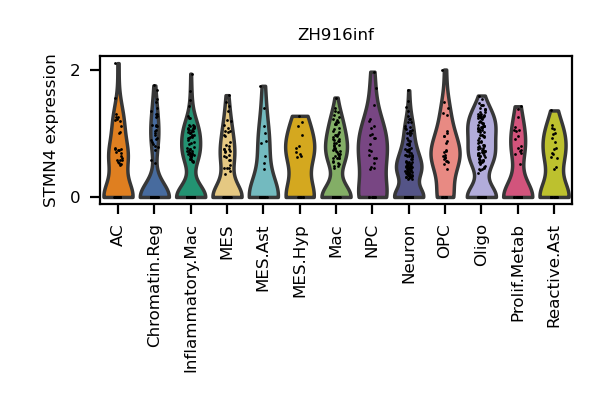 ZH916inf
STMN4 expression
2
0
AC
Chromatin.Reg
Inflammatory.Mac
MES
MES.Ast
MES.Hyp
Mac
NPC
Neuron
OPC
Oligo
Prolif.Metab
Reactive.Ast